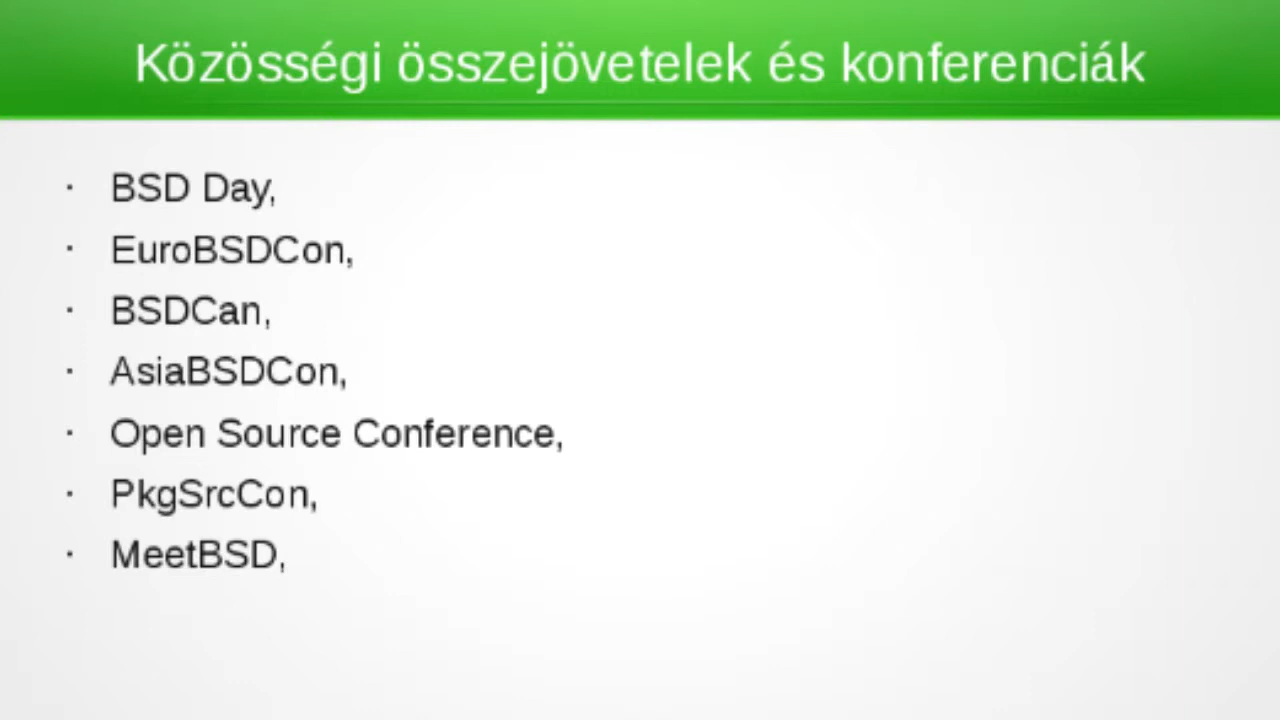 Közösségi összejövetelek és konferenciák
· BSD Day,
· EuroBSDCon,
· BSDCan,
· AsiaBSDCon,
· Open Source Conference,
· PkgSrcCon,
· MeetBSD,